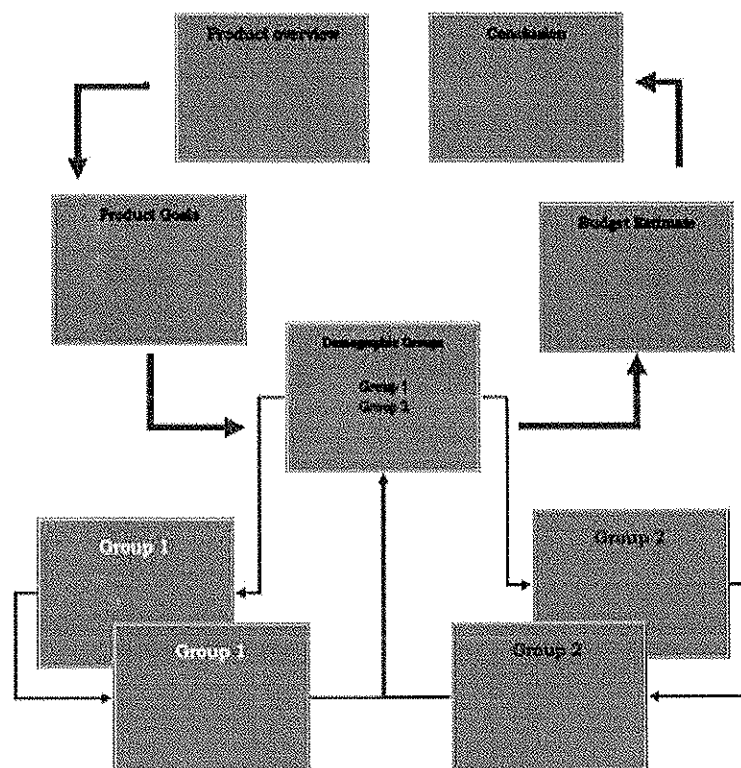 Product overview
Conclusion
Product Goals
Budget Estimate
Demographic Groups
Group 1
Group 2
Group 1
Group 2
Group 1
Group 2